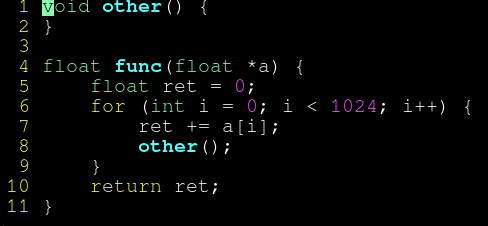 1 void other() {
2 }
3
4 float func(float *a) {
5     float ret = 0;
6     for (int i = 0; i < 1024; i++) {
7         ret += a[i];
8         other();
9     }
10     return ret;
11 }